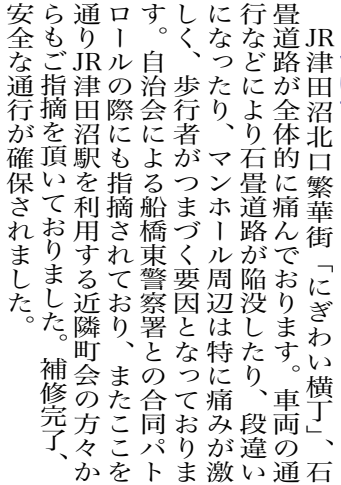 JR津田沼北口繁華街「にぎわい横丁」、石
畳道路が全体的に痛んでおります。車両の通
行などにより石畳道路が陥没したり、段違い
になったり、マンホール周辺は特に痛みが激
しく、歩行者がつまづく要因となっておりま
す。自治会による船橋東警察署との合同パト
ロールの際にも指摘されており、またここを
通りJR津田沼駅を利用する近隣町会の方々か
らもご指摘を頂いておりました。補修完了、
安全な通行が確保されました。